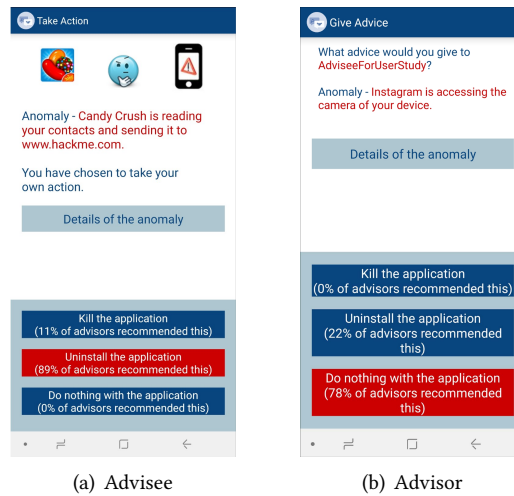 Take Action
Anomaly - Candy Crush is reading
your contacts and sending it to
www.hackme.com.
You have chosen to take your
own action.
Details of the anomaly
Kill the application
(11% of advisors recommended this)
Uninstall the application
(89% of advisors recommended this)
Do nothing with the application
(0% of advisors recommended this)
(a) Advisee
Give Advice
What advice would you give to
AdviseeForUserStudy?
Anomaly - Instagram is accessing the
camera of your device.
Details of the anomaly
Kill the application
(0% of advisors recommended this)
Uninstall the application
(22% of advisors recommended
this)
Do nothing with the application
(78% of advisors recommended
this)
(b) Advisor